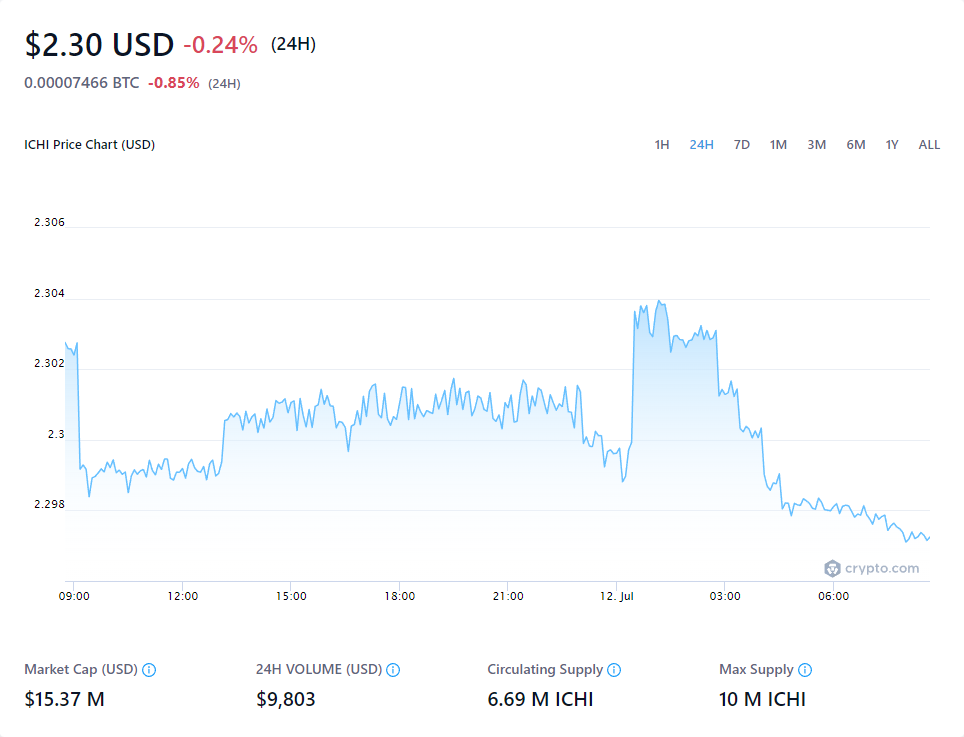 $2.30 USD -0.24% (24H)
0.00007466 BTC -0.85% (24H)
ICHI Price Chart (USD) 1H 24H 7D 1M 3M 6M 1Y ALL
2.306
2.304
2.302
2.3
2.298
crypto.com
09:00 12:00 15:00 18:00 21:00 12. Jul 03:00 06:00
Market Cap (USD) 24H VOLUME (USD) Circulating Supply Max Supply
$15.37 M $9,803 6.69 M ICHI 10 M ICHI